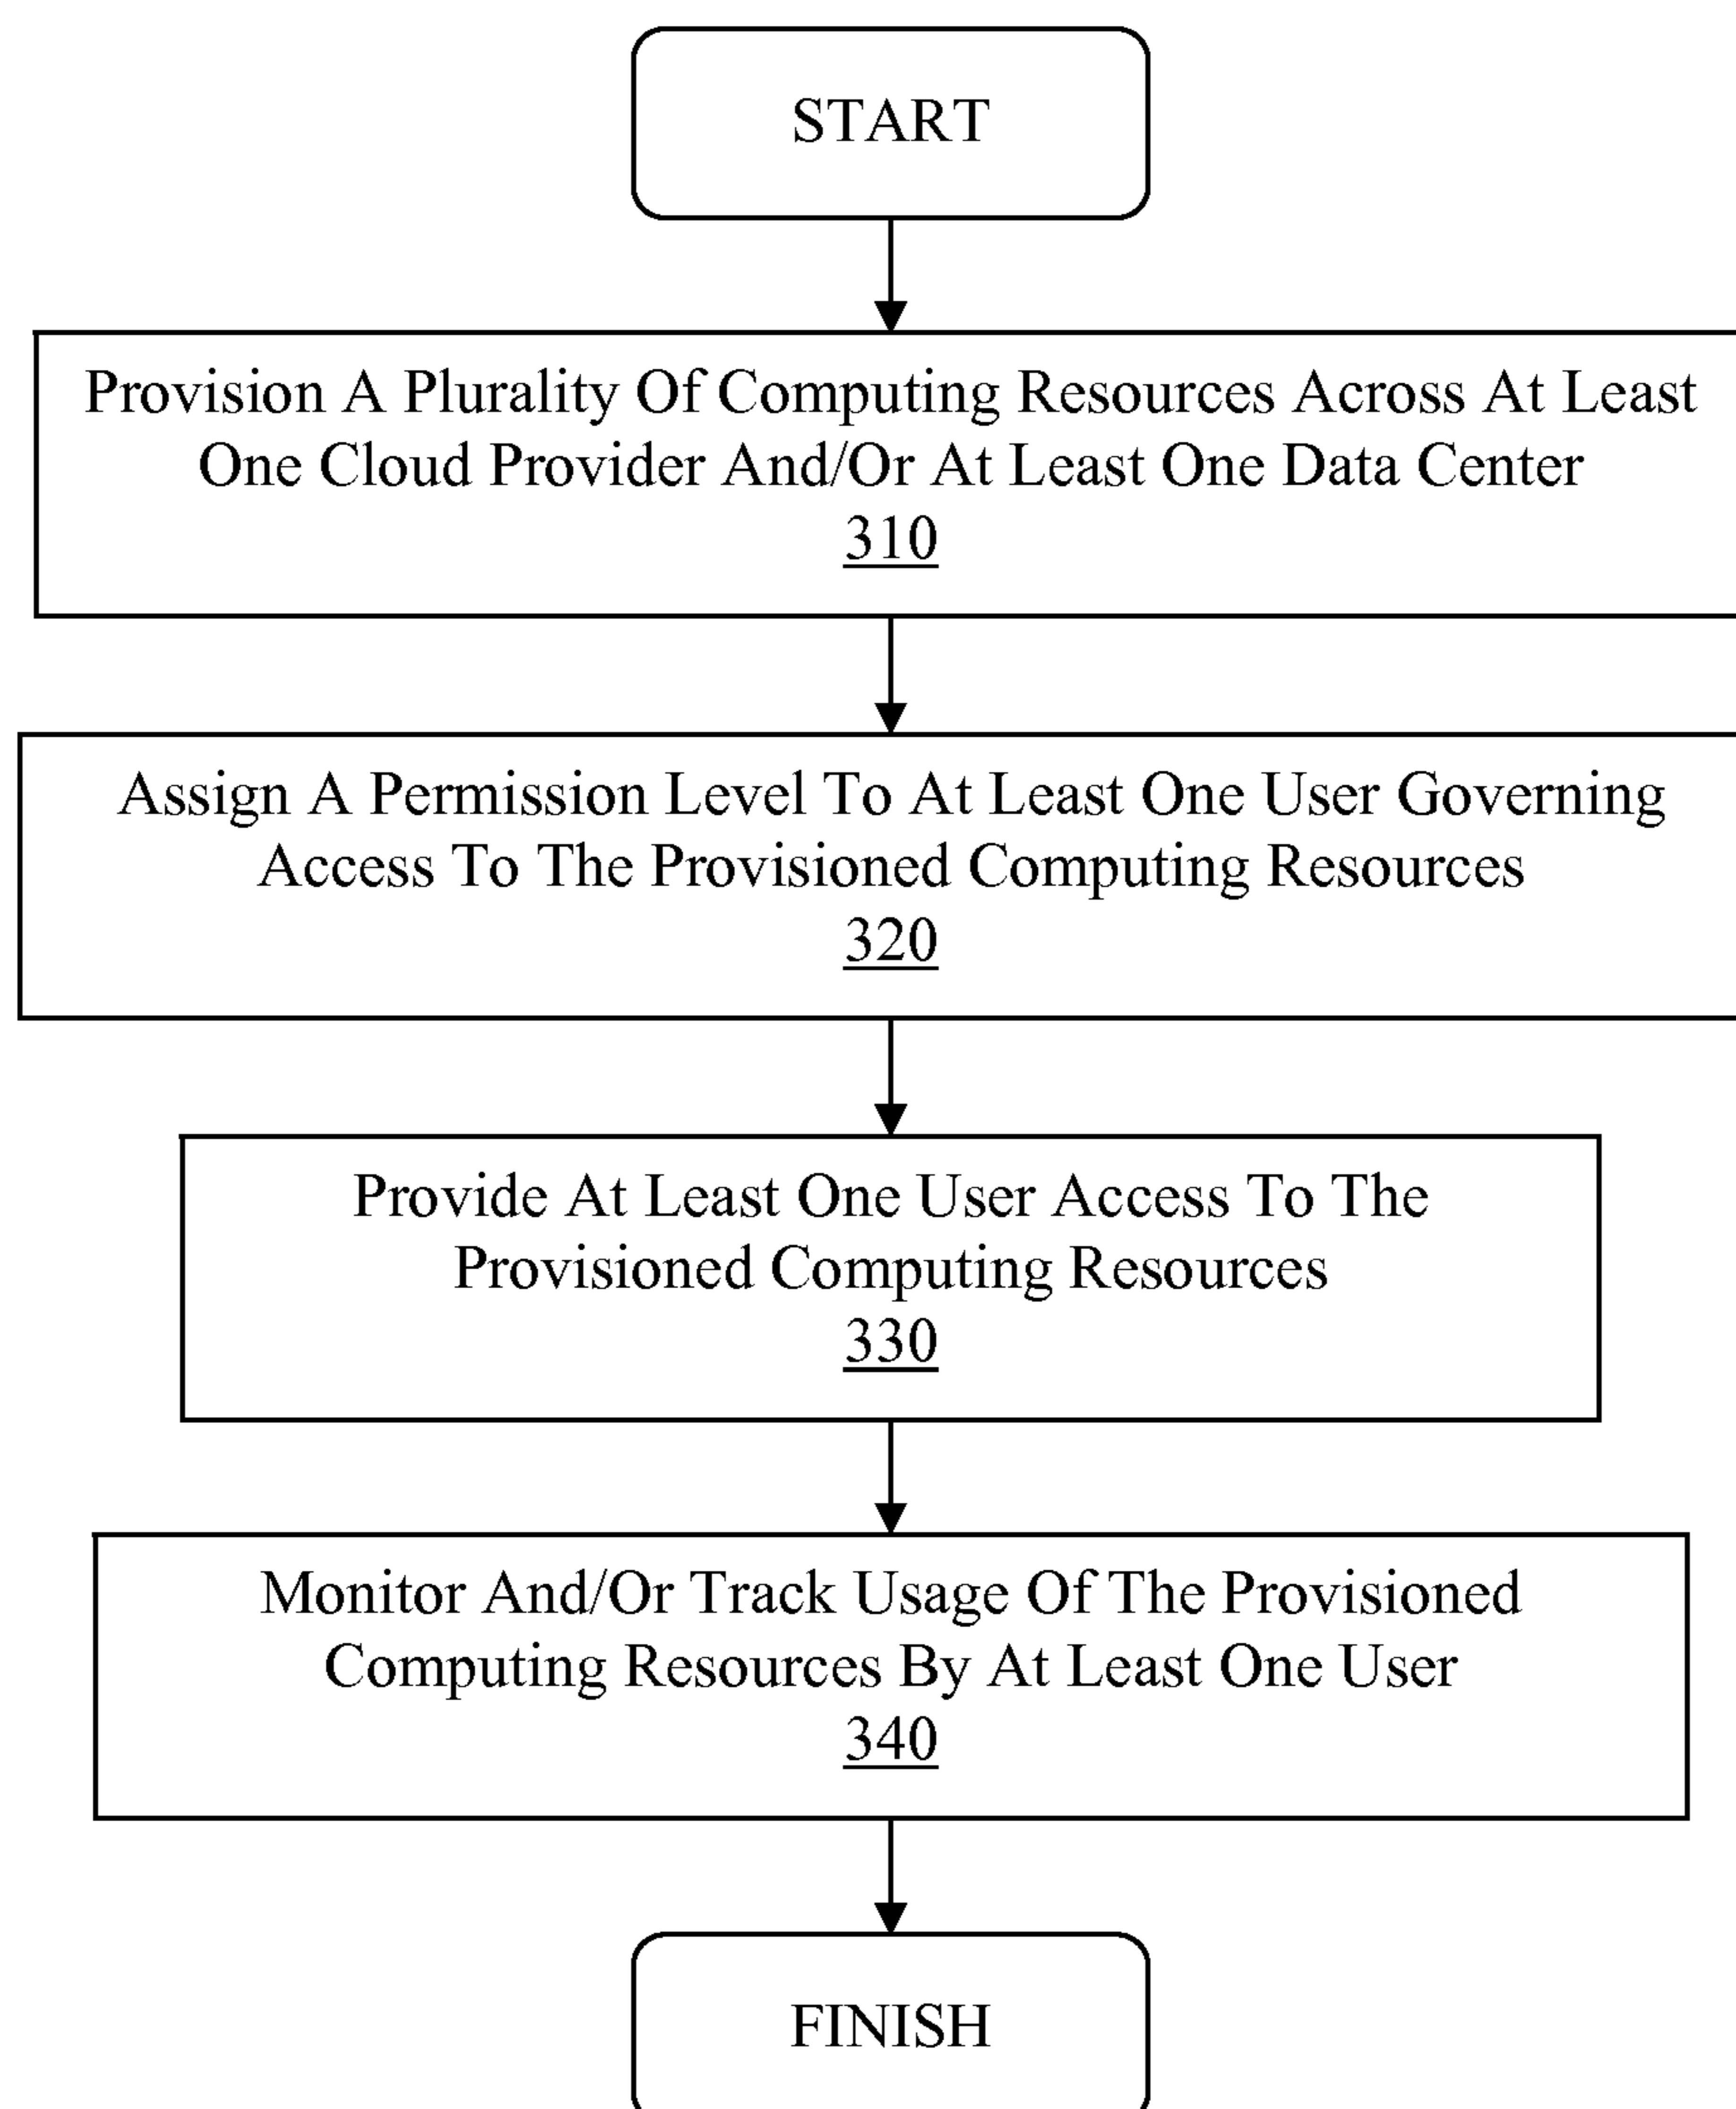 START
Provision A Plurality Of Computing Resources Across At Least
One Cloud Provider And/Or At Least One Data Center
310
Assign A Permission Level To At Least One User Governing
Access To The Provisioned Computing Resources
320
Provide At Least One User Access To The
Provisioned Computing Resources
330
Monitor And/Or Track Usage Of The Provisioned
Computing Resources By At Least One User
340
FINISH